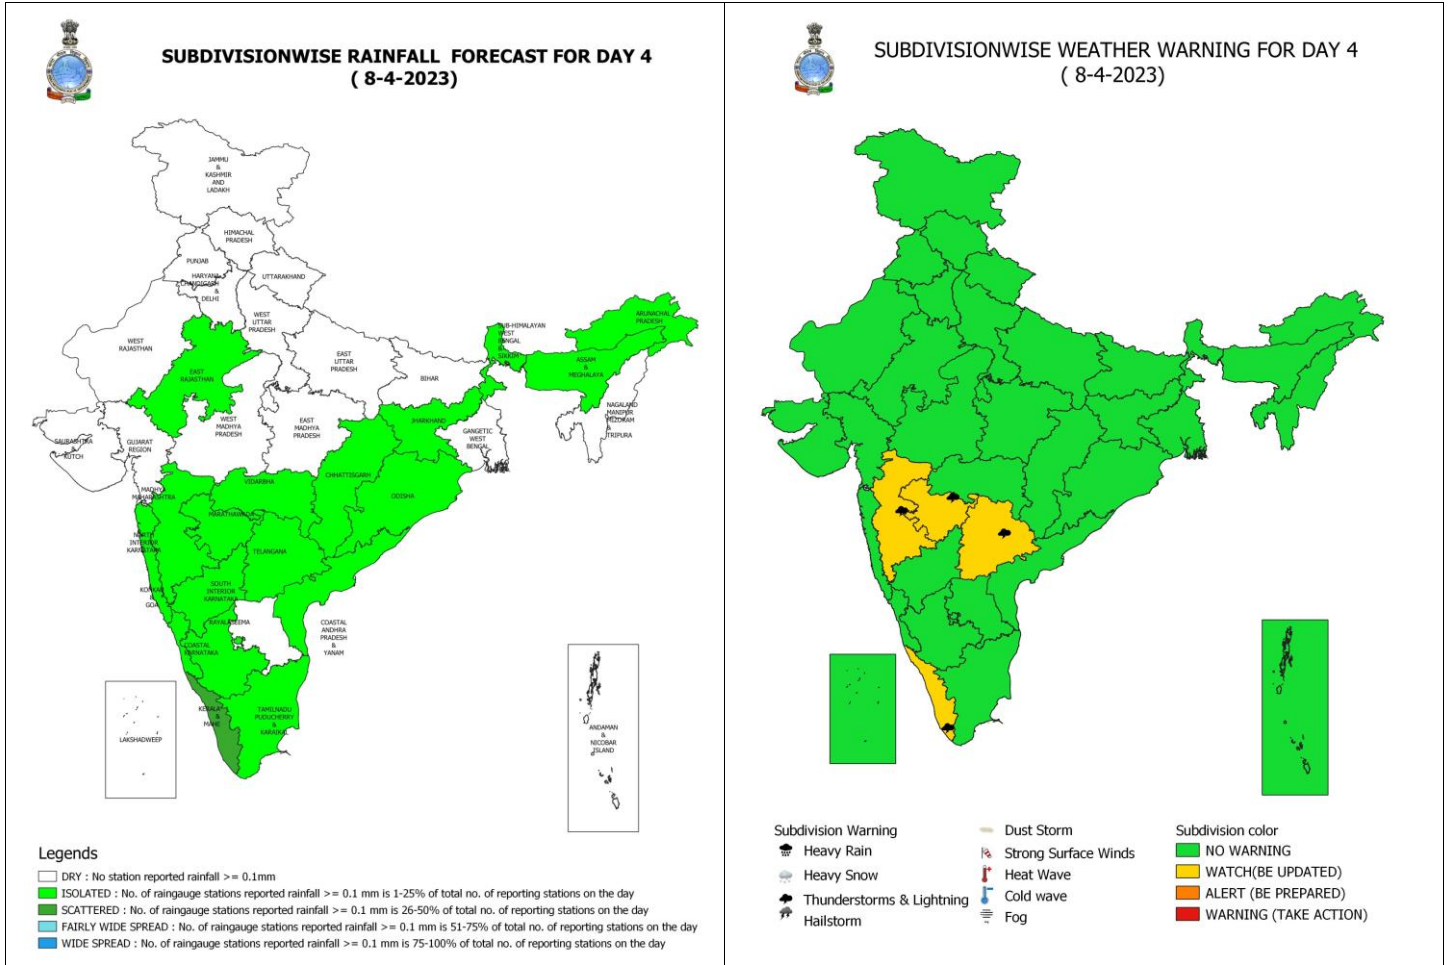 SUBDIVISIONWISE RAINFALL FORECAST FOR DAY 4
( 8-4-2023)
JAMMU
&
KASHMIR
AND
LADAKH
HIMACHAL
PRADESH
PUNJAB
HARYANA
CHANDIGARH
&
DELHI
UTTARAKHAND
WEST
UTTAR
PRADESH
WEST
RAJASTHAN
EAST
RAJASTHAN
EAST
UTTAR
PRADESH
BIHAR
SUB-HIMALAYAN
WEST
BENGAL
&
SIKKIM
ARUNACHAL
PRADESH
ASSAM
&
MEGHALAYA
NAGALAND
MANIPUR
MIZORAM
&
TRIPURA
SAURASHTRA
&
KUTCH
GUJARAT
REGION
WEST
MADHYA
PRADESH
EAST
MADHYA
PRADESH
JHARKHAND
GANGETIC
WEST
BENGAL
MADHYA
MAHARASHTRA
VIDARBHA
CHHATTISGARH
ODISHA
MARATHAWADA
NORTH
INTERIOR
KARNATAKA
TELANGANA
KONKAN
&
GOA
SOUTH
INTERIOR
KARNATAKA
RAYALASEEMA
COASTAL
ANDHRA
PRADESH
&
YANAM
COASTAL
KARNATAKA
KERALA
&
MAHE
TAMILNADU
PUDUCHERRY
&
KARAIKAL
LAKSHADWEEP
ANDAMAN
&
NICOBAR
ISLAND
Legends
DRY : No station reported rainfall >= 0.1mm
ISOLATED : No. of raingauge stations reported rainfall >= 0.1 mm is 1-25% of total no. of reporting stations on the day
SCATTERED : No. of raingauge stations reported rainfall >= 0.1 mm is 26-50% of total no. of reporting stations on the day
FAIRLY WIDE SPREAD : No. of raingauge stations reported rainfall >= 0.1 mm is 51-75% of total no. of reporting stations on the day
WIDE SPREAD : No. of raingauge stations reported rainfall >= 0.1 mm is 75-100% of total no. of reporting stations on the day
SUBDIVISIONWISE WEATHER WARNING FOR DAY 4
( 8-4-2023)
Subdivision Warning
Heavy Rain
Heavy Snow
Thunderstorms & Lightning
Hailstorm
Dust Storm
Strong Surface Winds
Heat Wave
Cold wave
Fog
Subdivision color
NO WARNING
WATCH(BE UPDATED)
ALERT (BE PREPARED)
WARNING (TAKE ACTION)